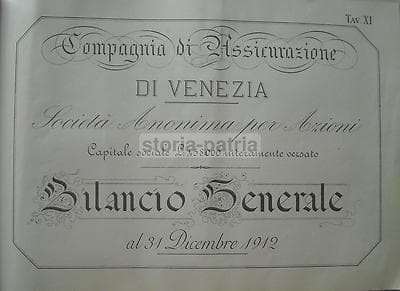 TAV. XI
Compagnia di Assicurazione
DI VENEZIA
Società Anonima per Azioni
storia-patria
Capitale sociale interamente versato
Bilancio Generale
al 31 Dicembre 1912